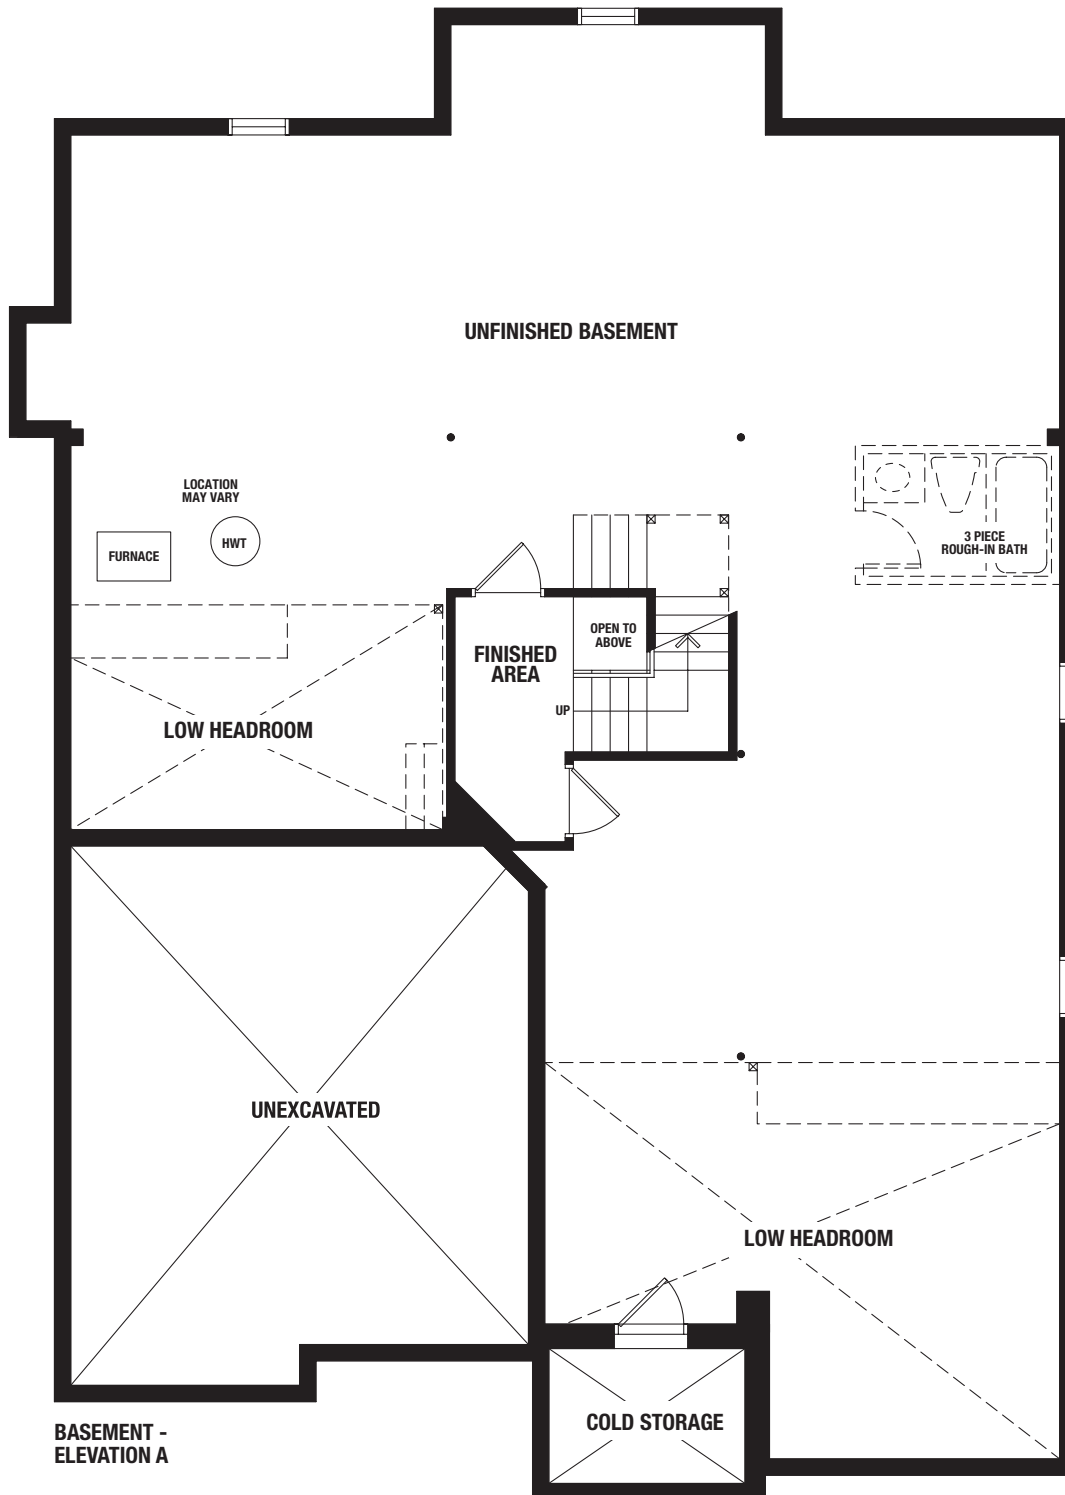 UNFINISHED BASEMENT
LOCATION
MAY VARY
FURNACE
HWT
3 PIECE
ROUGH-IN BATH
OPEN TO
ABOVE
FINISHED
AREA
UP
LOW HEADROOM
UNEXCAVATED
LOW HEADROOM
COLD STORAGE
BASEMENT -
ELEVATION A